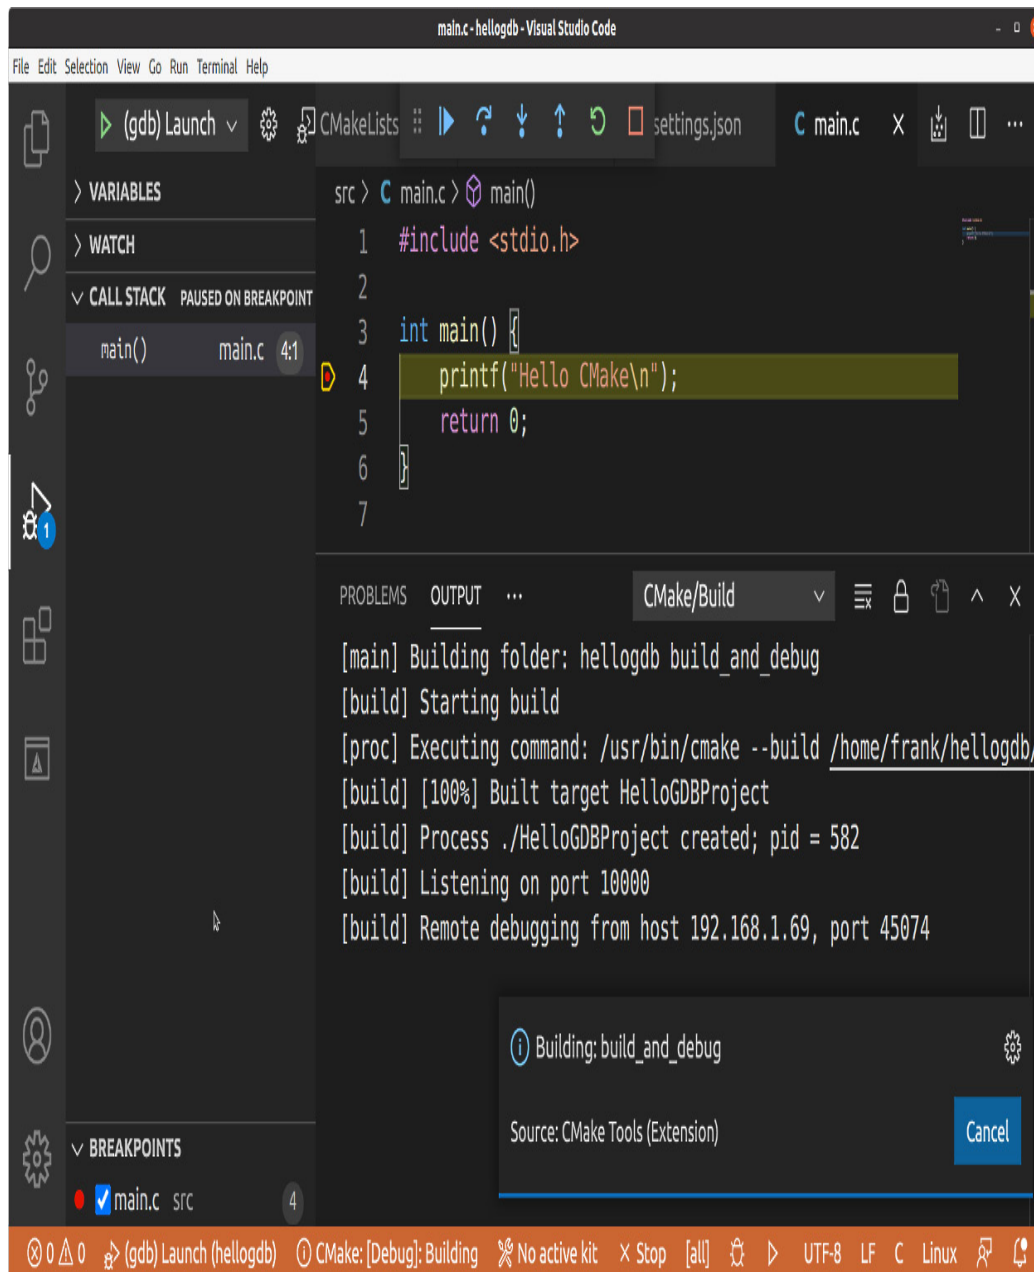 main.c - hellogdb - Visual Studio Code
File Edit Selection View Go Run Terminal Help
(gdb) Launch
CMakeLists
settings.json
C main.c
VARIABLES
WATCH
CALL STACK PAUSED ON BREAKPOINT
main() main.c 4:1
src > C main.c > main()
1 #include <stdio.h>
2
3 int main() {
4 printf("Hello CMake\n");
5 return 0;
6 }
7
1
PROBLEMS OUTPUT ··· CMake/Build
[main] Building folder: hellogdb build_and_debug
[build] Starting build
[proc] Executing command: /usr/bin/cmake --build /home/frank/hellogdb/
[build] [100%] Built target HelloGDBProject
[build] Process ./HelloGDBProject created; pid = 582
[build] Listening on port 10000
[build] Remote debugging from host 192.168.1.69, port 45074
Building: build_and_debug
Source: CMake Tools (Extension)
Cancel
BREAKPOINTS
main.c src 4
0 0 (gdb) Launch (hellogdb) CMake: [Debug]: Building No active kit Stop [all] UTF-8 LF C Linux